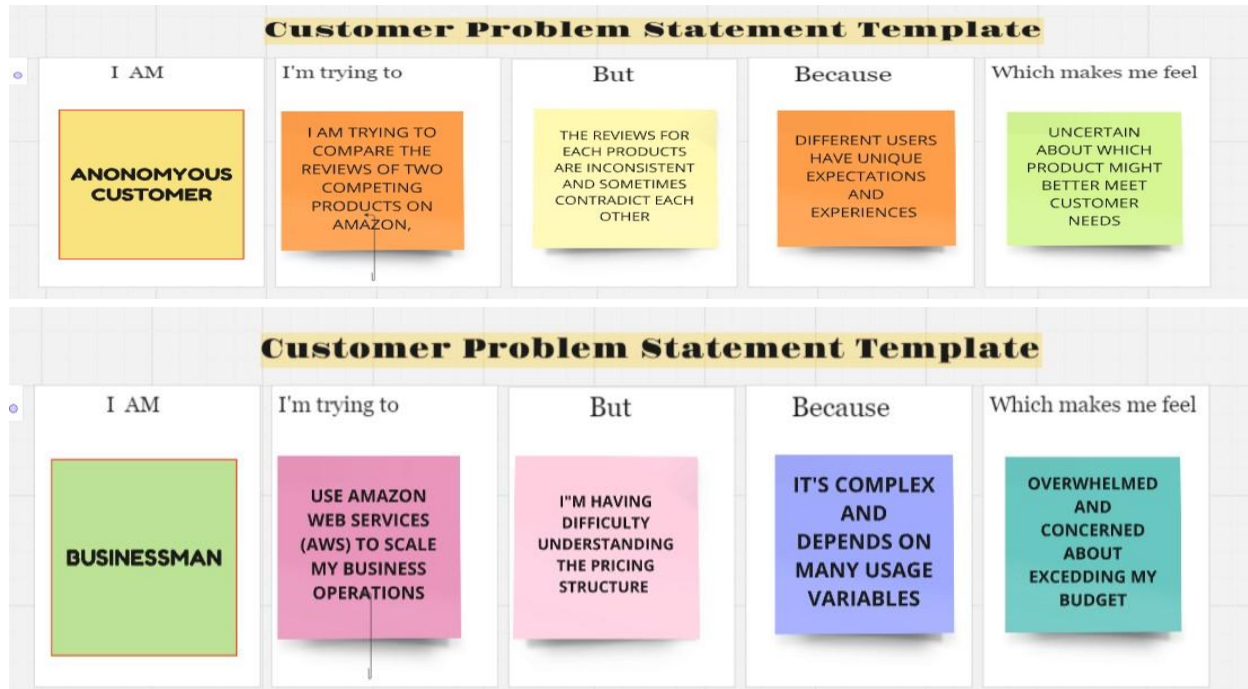 Customer Problem Statement Template
I AM
I'm trying to
But
Because
Which makes me feel
ANONOMYOUS
CUSTOMER
I AM TRYING TO
COMPARE THE
REVIEWS OF TWO
COMPETING
PRODUCTS ON
AMAZON,
THE REVIEWS FOR
EACH PRODUCTS
ARE INCONSISTENT
AND SOMETIMES
CONTRADICT EACH
OTHER
DIFFERENT USERS
HAVE UNIQUE
EXPECTATIONS
AND
EXPERIENCES
UNCERTAIN
ABOUT WHICH
PRODUCT MIGHT
BETTER MEET
CUSTOMER
NEEDS
Customer Problem Statement Template
I AM
I'm trying to
But
Because
Which makes me feel
BUSINESSMAN
USE AMAZON
WEB SERVICES
(AWS) TO SCALE
MY BUSINESS
OPERATIONS
I"M HAVING
DIFFICULTY
UNDERSTANDING
THE PRICING
STRUCTURE
IT'S COMPLEX
AND
DEPENDS ON
MANY USAGE
VARIABLES
OVERWHELMED
AND
CONCERNED
ABOUT
EXCEDDING MY
BUDGET